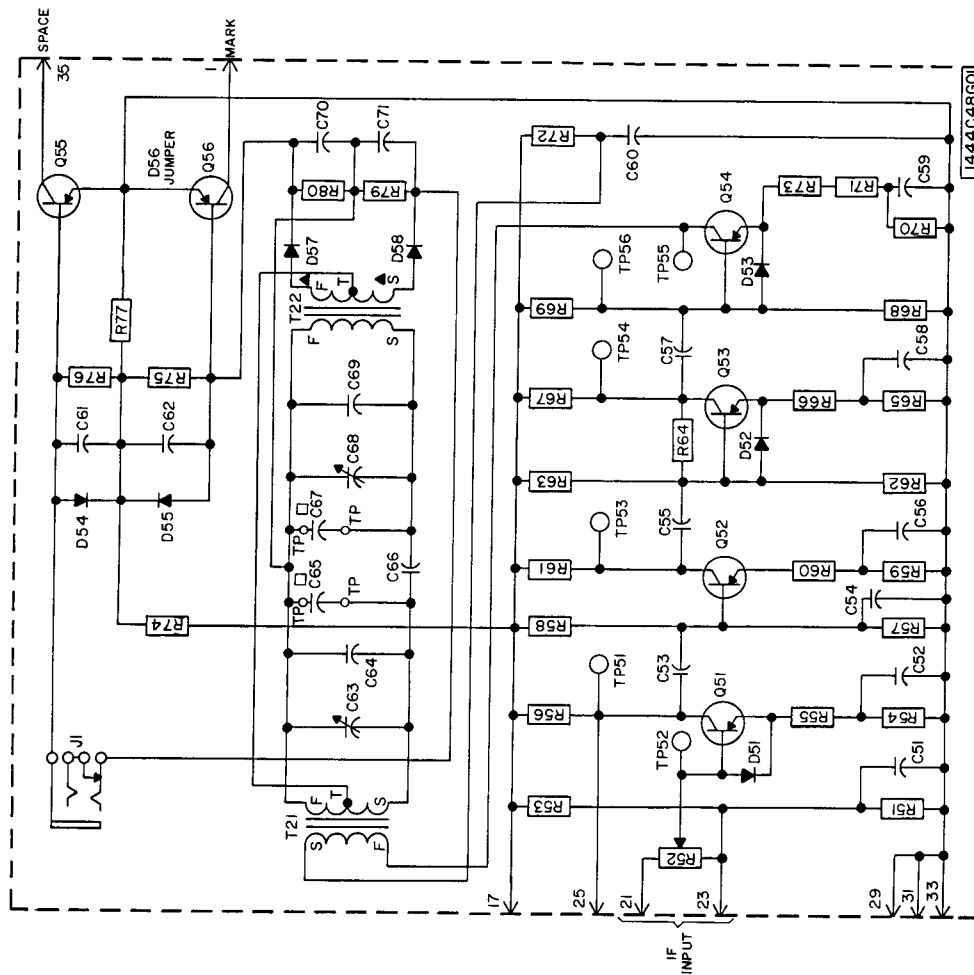 SPACE
35
Q55
D56
JUMPER
Q56
1
MARK
R77
R76
R75
C61
C62
D54
D55
R74
J1
C70
C71
R80
R79
D57
D58
T22
F
T
S
F
S
C69
C68
C67
TP
TP
C66
C65
TP
TP
C64
C63
T21
F
T
S
S
F
R72
C60
Q54
R73
R71
C59
R70
TP56
TP55
D53
R69
R68
TP54
C57
Q53
C58
R67
R64
D52
R66
R65
R63
R62
TP53
C55
Q52
C56
R61
R60
R59
C54
R58
R57
TP51
C53
Q51
C52
R56
TP52
R55
R54
D51
C51
R53
R52
R51
17
25
21
23
IF
INPUT
29
31
33
1444C48G01